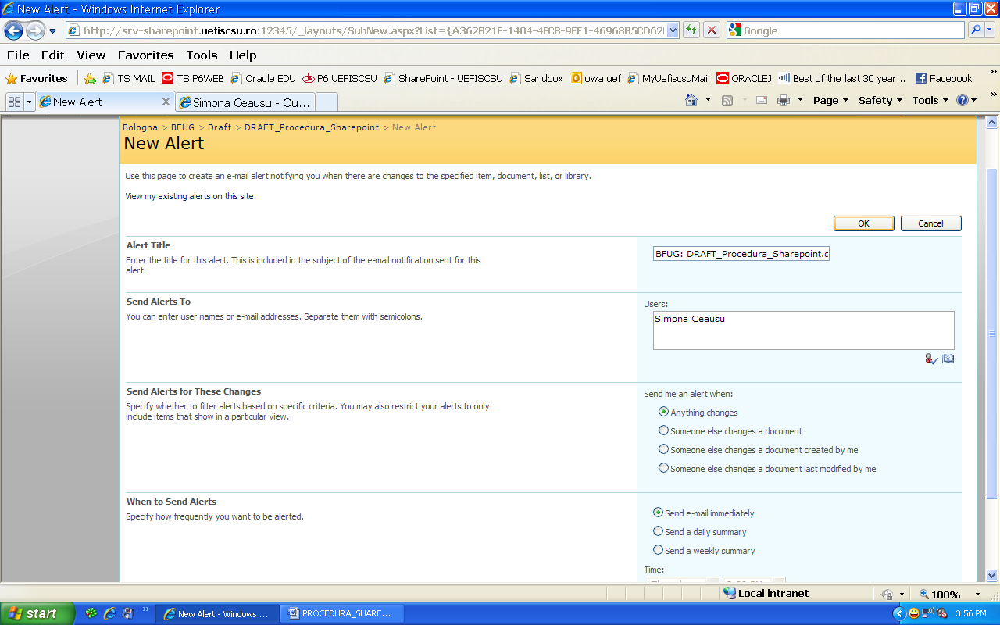 New Alert - Windows Internet Explorer
http://srv-sharepoint.uefiscsu.ro:12345/_layouts/SubNew.aspx?List={A362B21E-1404-4FCB-9EE1-46968B5CD62
Google
File Edit View Favorites Tools Help
Favorites TS MAIL TS P6WEB Oracle EDU P6 UEFISCSU SharePoint - UEFISCSU Sandbox owa uef MyUefiscsuMail ORACLEJ Best of the last 30 year... Facebook
New Alert Simona Ceausu - Ou... Page Safety Tools
Bologna > BFUG > Draft > DRAFT_Procedura_Sharepoint > New Alert
New Alert
Use this page to create an e-mail alert notifying you when there are changes to the specified item, document, list, or library.
View my existing alerts on this site.
OK Cancel
Alert Title
Enter the title for this alert. This is included in the subject of the e-mail notification sent for this
alert.
BFUG: DRAFT_Procedura_Sharepoint.c
Send Alerts To
You can enter user names or e-mail addresses. Separate them with semicolons.
Users:
Simona Ceausu
Send Alerts for These Changes
Specify whether to filter alerts based on specific criteria. You may also restrict your alerts to only
include items that show in a particular view.
Send me an alert when:
Anything changes
Someone else changes a document
Someone else changes a document created by me
Someone else changes a document last modified by me
When to Send Alerts
Specify how frequently you want to be alerted.
Send e-mail immediately
Send a daily summary
Send a weekly summary
Time:
Local intranet 100%
start New Alert - Windows ... PROCEDURA_SHARE... 3:56 PM